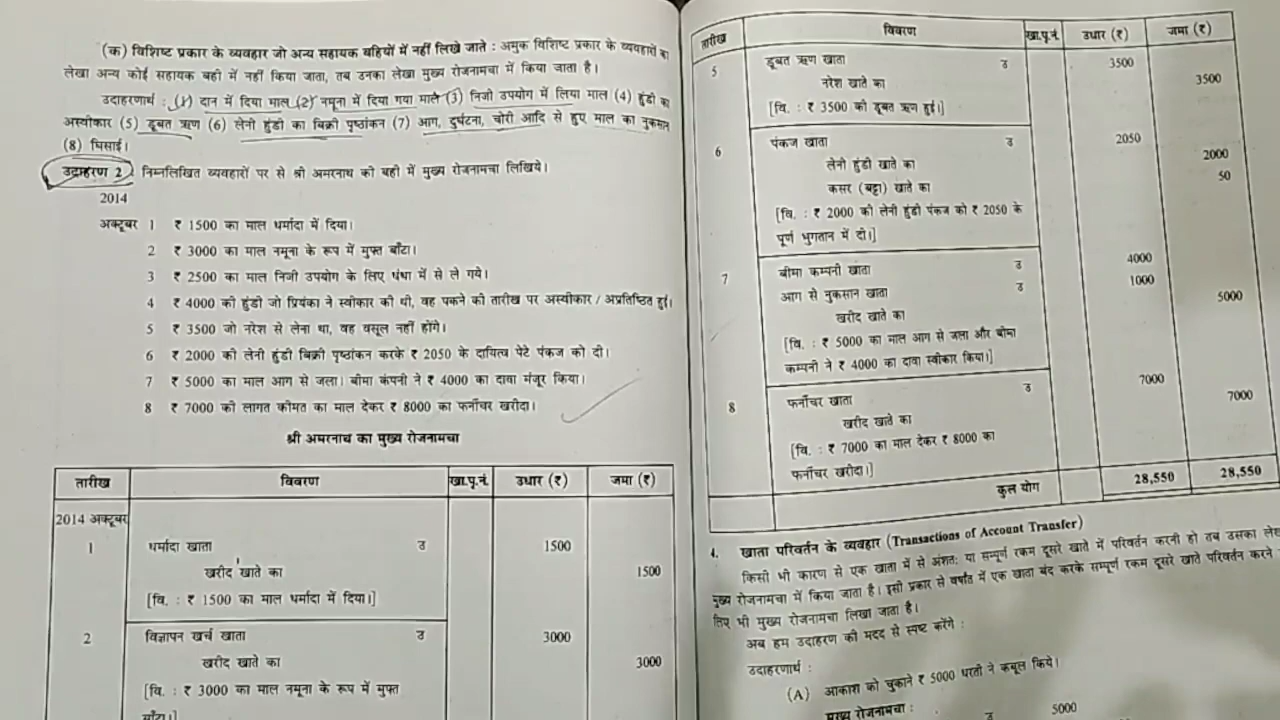 (क) विशिष्ट प्रकार के व्यवहार जो अन्य सहायक बहियों में नहीं लिखे जाते : अमुक विशिष्ट प्रकार के व्यवहारों का
लेखा अन्य कोई सहायक बही में नहीं किया जाता, तब उनका लेखा मुख्य रोजनामचा में किया जाता है।
उदाहरणार्थ : (1) दान में दिया माल (2) नमूना में दिया गया माल (3) निजी उपयोग में लिया माल (4) हुंडी का
अस्वीकार (5) डूबत ऋण (6) लेनी हुंडी का बिक्री पृष्ठांकन (7) आग, दुर्घटना, चोरी आदि से हुए माल का नुकसान
(8) घिसाई।
उदाहरण 2 निम्नलिखित व्यवहारों पर से श्री अमरनाथ की बही में मुख्य रोजनामचा लिखिये।
2014
अक्टूबर 1 ₹ 1500 का माल धर्मादा में दिया।
2 ₹ 3000 का माल नमूना के रूप में मुफ्त बाँटा।
3 ₹ 2500 का माल निजी उपयोग के लिए धंधा में से ले गये।
4 ₹ 4000 की हुंडी जो प्रियंका ने स्वीकार की थी, वह पकने की तारीख पर अस्वीकार / अप्रतिष्ठित हुई।
5 ₹ 3500 जो नरेश से लेना था, वह वसूल नहीं होंगे।
6 ₹ 2000 की लेनी हुंडी बिक्री पृष्ठांकन करके ₹ 2050 के दायित्व पेटे पंकज को दी।
7 ₹ 5000 का माल आग से जला। बीमा कंपनी ने ₹ 4000 का दावा मंजूर किया।
8 ₹ 7000 की लागत कीमत का माल देकर ₹ 8000 का फर्नीचर खरीदा।
श्री अमरनाथ का मुख्य रोजनामचा
तारीख विवरण खा.पृ.नं. उधार (₹) जमा (₹)
2014 अक्टूबर
1 धर्मादा खाता उ 1500
खरीद खाते का 1500
[वि. : ₹ 1500 का माल धर्मादा में दिया।]
2 विज्ञापन खर्च खाता उ 3000
खरीद खाते का 3000
[वि. : ₹ 3000 का माल नमूना के रूप में मुफ्त
बाँटा।]
तारीख विवरण खा.पृ.नं. उधार (₹) जमा (₹)
5 डूबत ऋण खाता उ 3500
नरेश खाते का 3500
[वि. : ₹ 3500 की डूबत ऋण हुई।]
6 पंकज खाता उ 2050
लेनी हुंडी खाते का 2000
कसर (बट्टा) खाते का 50
[वि. : ₹ 2000 की लेनी हुंडी पंकज को ₹ 2050 के
पूर्ण भुगतान में दी।]
7 बीमा कम्पनी खाता उ 4000
आग से नुकसान खाता उ 1000
खरीद खाते का 5000
[वि. : ₹ 5000 का माल आग से जला और बीमा
कम्पनी ने ₹ 4000 का दावा स्वीकार किया।]
8 फर्नीचर खाता उ 7000
खरीद खाते का 7000
[वि. : ₹ 7000 का माल देकर ₹ 8000 का
फर्नीचर खरीदा।]
कुल योग 28,550 28,550
4. खाता परिवर्तन के व्यवहार (Transactions of Account Transfer)
किसी भी कारण से एक खाता में से अंशतः या सम्पूर्ण रकम दूसरे खाते में परिवर्तन करनी हो तब उसका
मुख्य रोजनामचा में किया जाता है। इसी प्रकार से वर्षांत में एक खाता बंद करके सम्पूर्ण रकम दूसरे खाते परिवर्तन करने
लिए भी मुख्य रोजनामचा लिखा जाता है।
अब हम उदाहरण की मदद से स्पष्ट करेंगे :
उदाहरणार्थ :
(A) आकाश को चुकाने ₹ 5000 धरती ने कबूल किये।
मुख्य रोजनामचा :
उ 5000